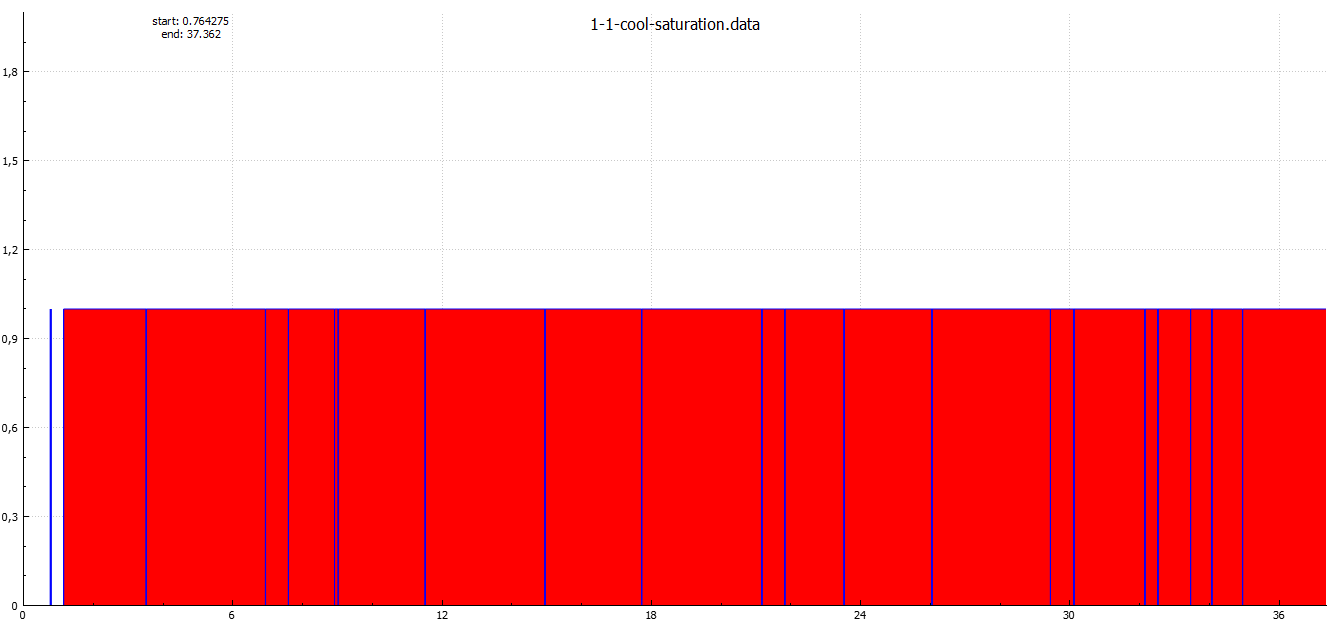 start: 0.764275
end: 37.362
1-1-cool-saturation.data
1,8
1,5
1,2
0,9
0,6
0,3
0
0 6 12 18 24 30 36